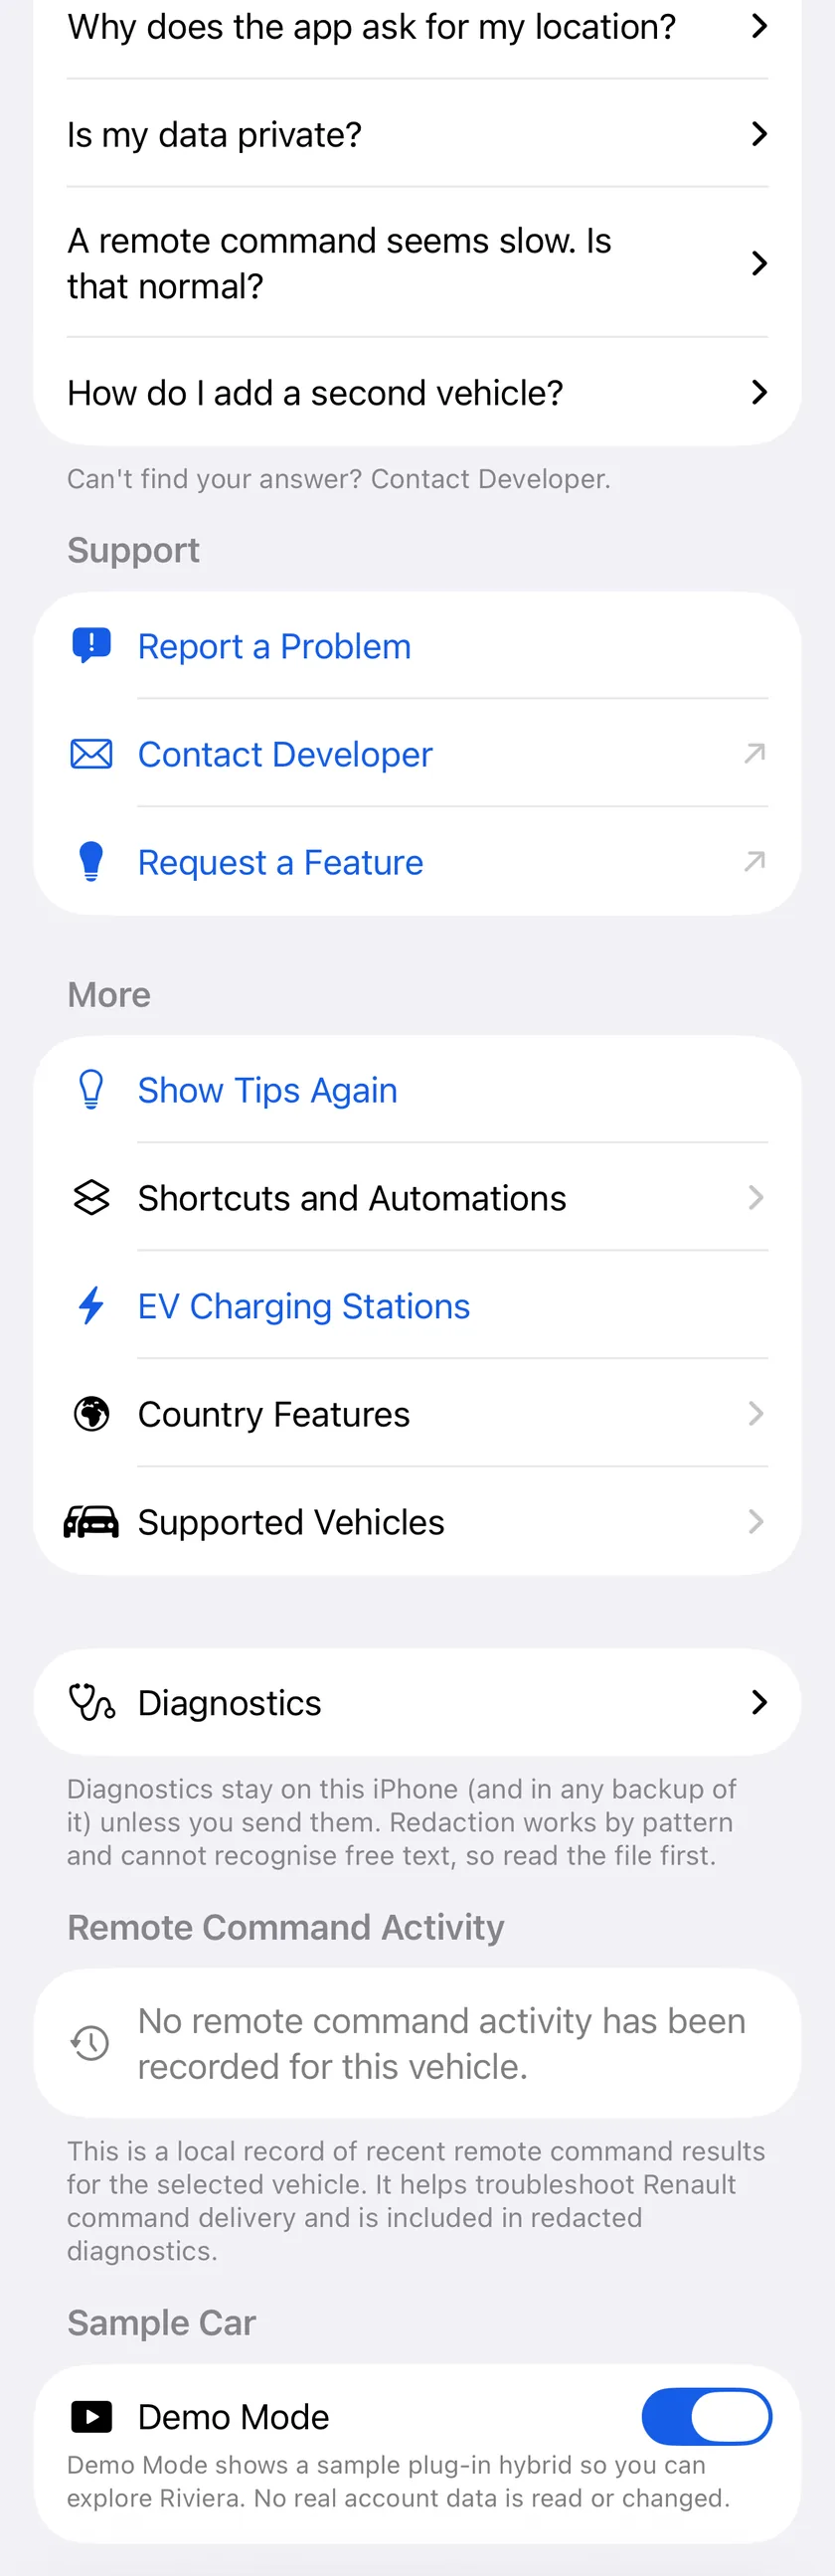 Why does the app ask for my location?
Is my data private?
A remote command seems slow. Is
that normal?
How do I add a second vehicle?
Can't find your answer? Contact Developer.
Support
Report a Problem
Contact Developer
Request a Feature
More
Show Tips Again
Shortcuts and Automations
EV Charging Stations
Country Features
Supported Vehicles
Diagnostics
Diagnostics stay on this iPhone (and in any backup of
it) unless you send them. Redaction works by pattern
and cannot recognise free text, so read the file first.
Remote Command Activity
No remote command activity has been
recorded for this vehicle.
This is a local record of recent remote command results
for the selected vehicle. It helps troubleshoot Renault
command delivery and is included in redacted
diagnostics.
Sample Car
Demo Mode
Demo Mode shows a sample plug-in hybrid so you can
explore Riviera. No real account data is read or changed.